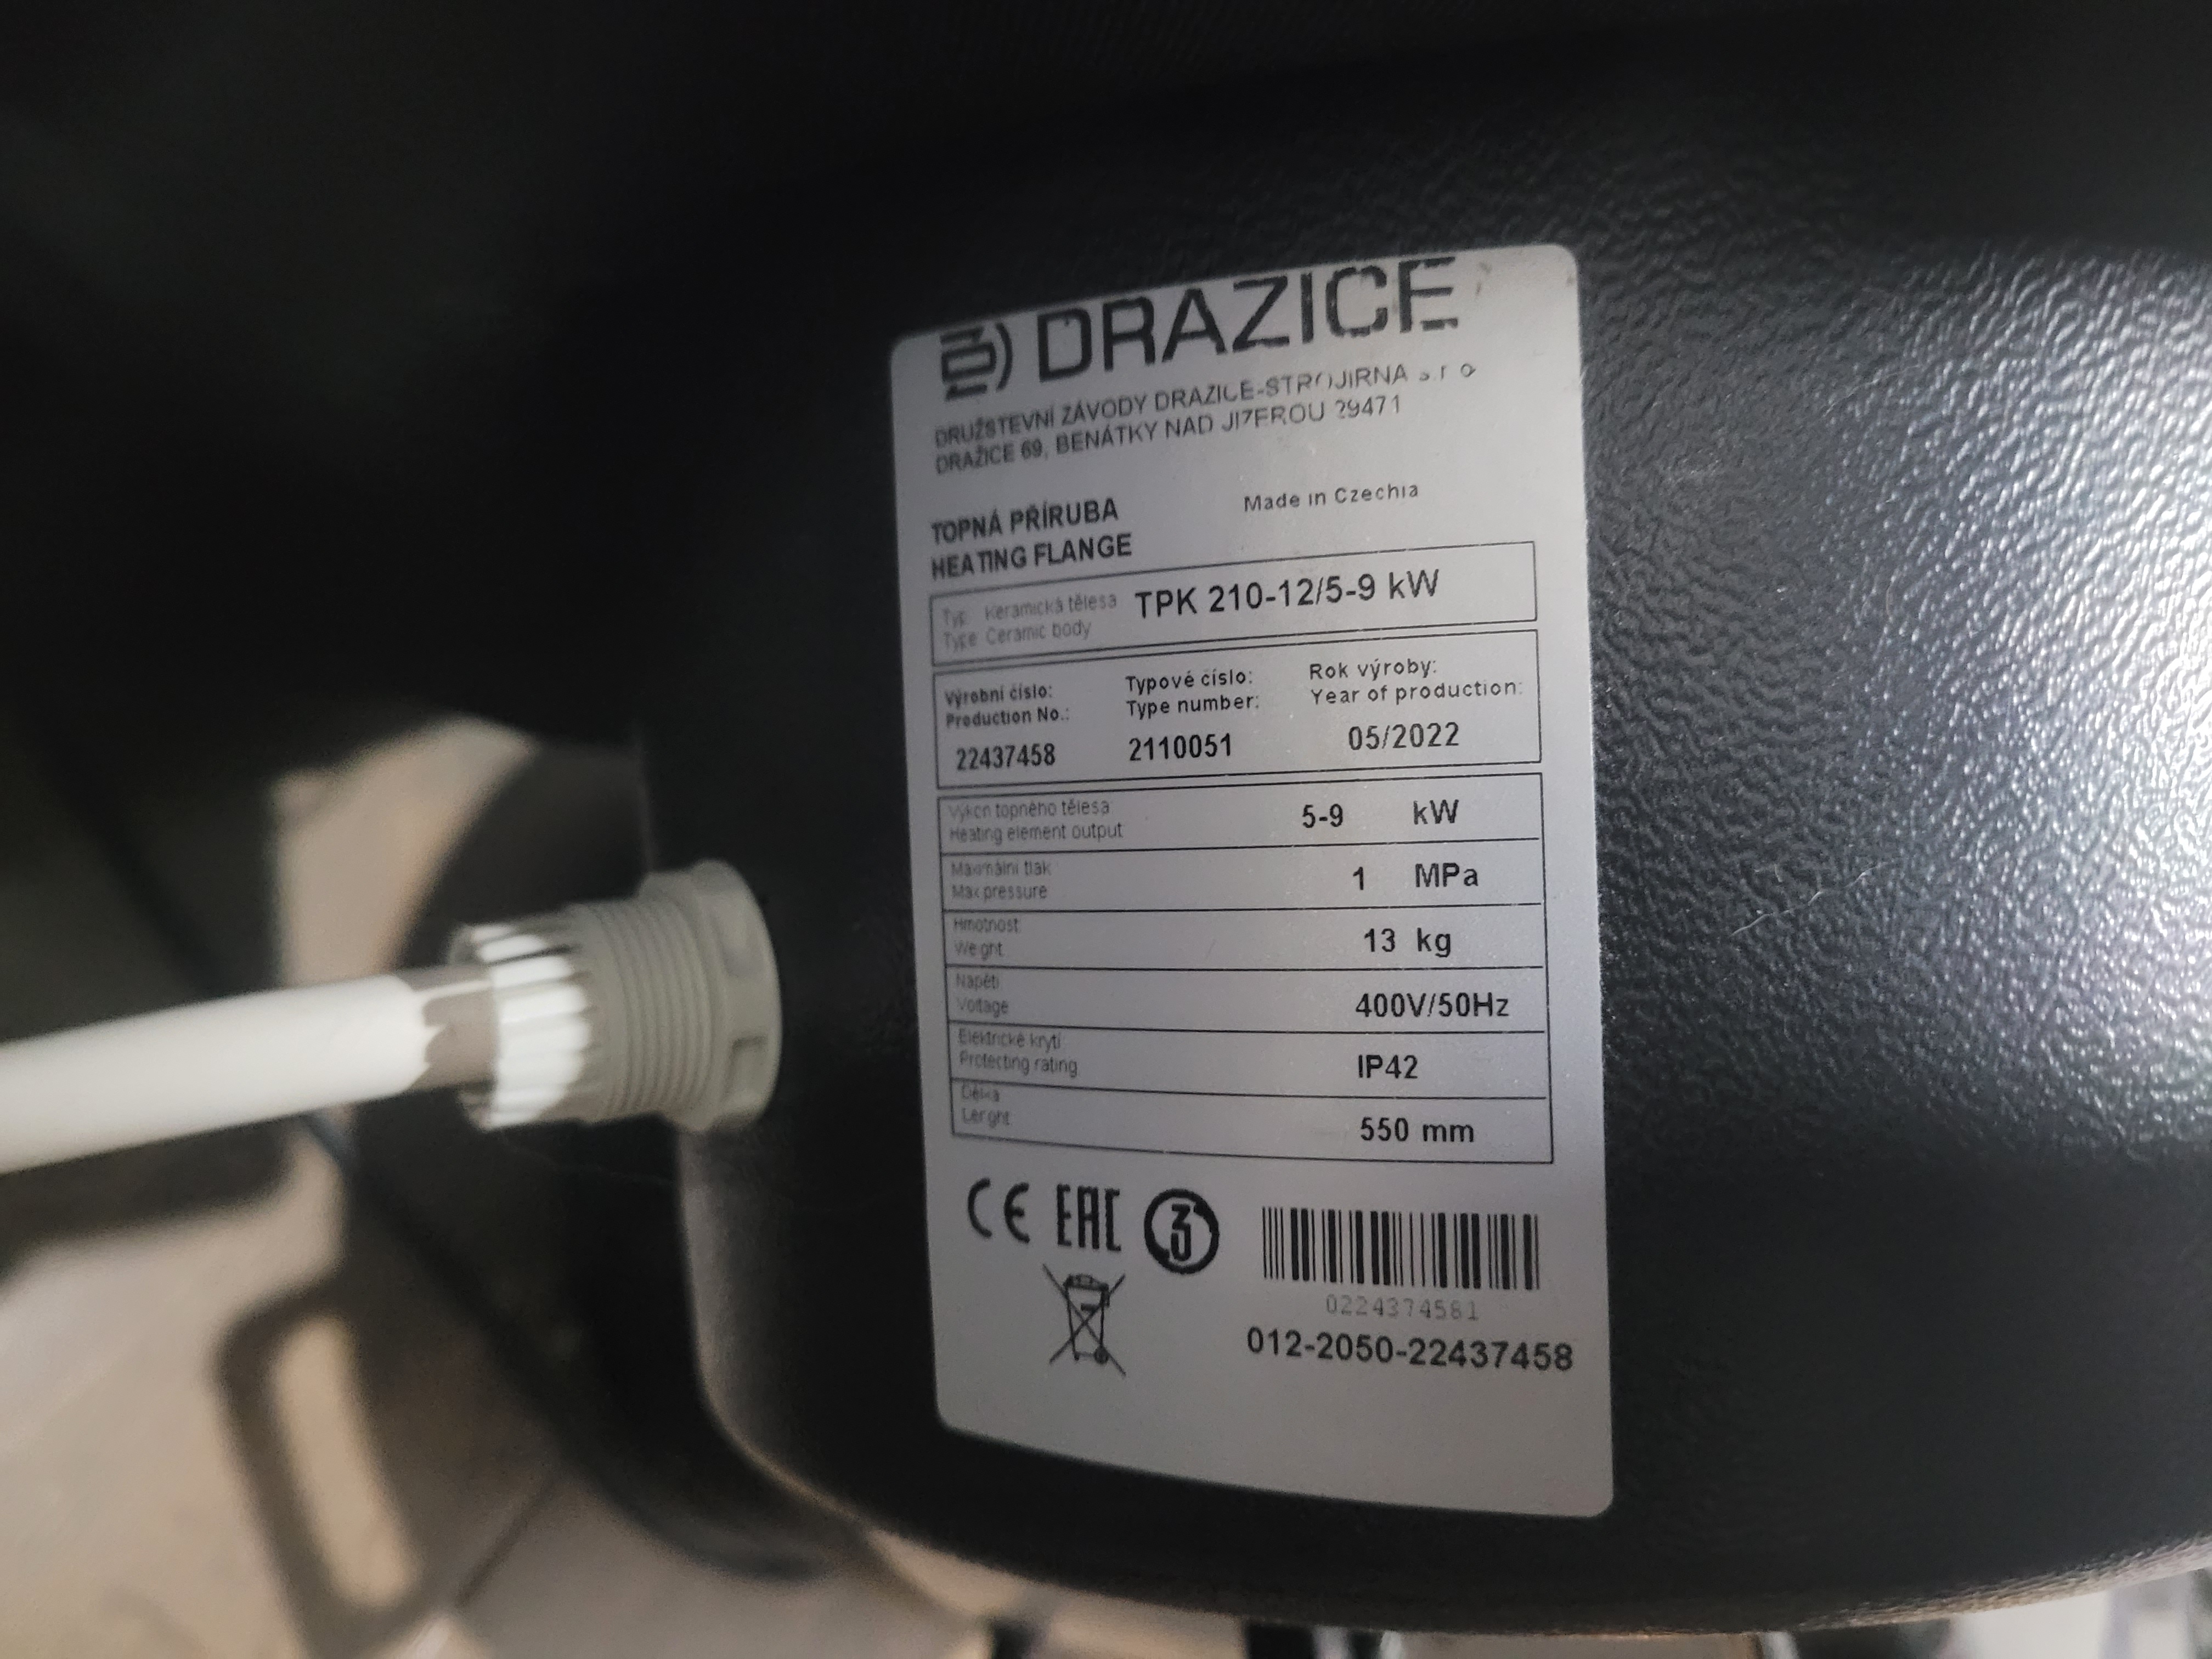 DRAZICE
DRUŽSTEVNÍ ZÁVODY DRAZICE-STROJIRNA s.r.o
DRAŽICE 69, BENÁTKY NAD JIZEROU 29471
TOPNÁ PŘÍRUBA
Made in Czechia
HEATING FLANGE
Typ Keramická tělesa
Type Ceramic body
TPK 210-12/5-9 kW
Výrobní číslo:
Production No.:
22437458
Typové číslo:
Type number:
2110051
Rok výroby:
Year of production:
05/2022
Výkon topného tělesa
Heating element output
5-9 kW
Maximální tlak
Max pressure
1 MPa
Hmotnost
Weight
13 kg
Napětí
Voltage
400V/50Hz
Elektrické krytí
Protecting rating
IP42
Délka
Lenght
550 mm
CE EAC 3
0224374581
012-2050-22437458